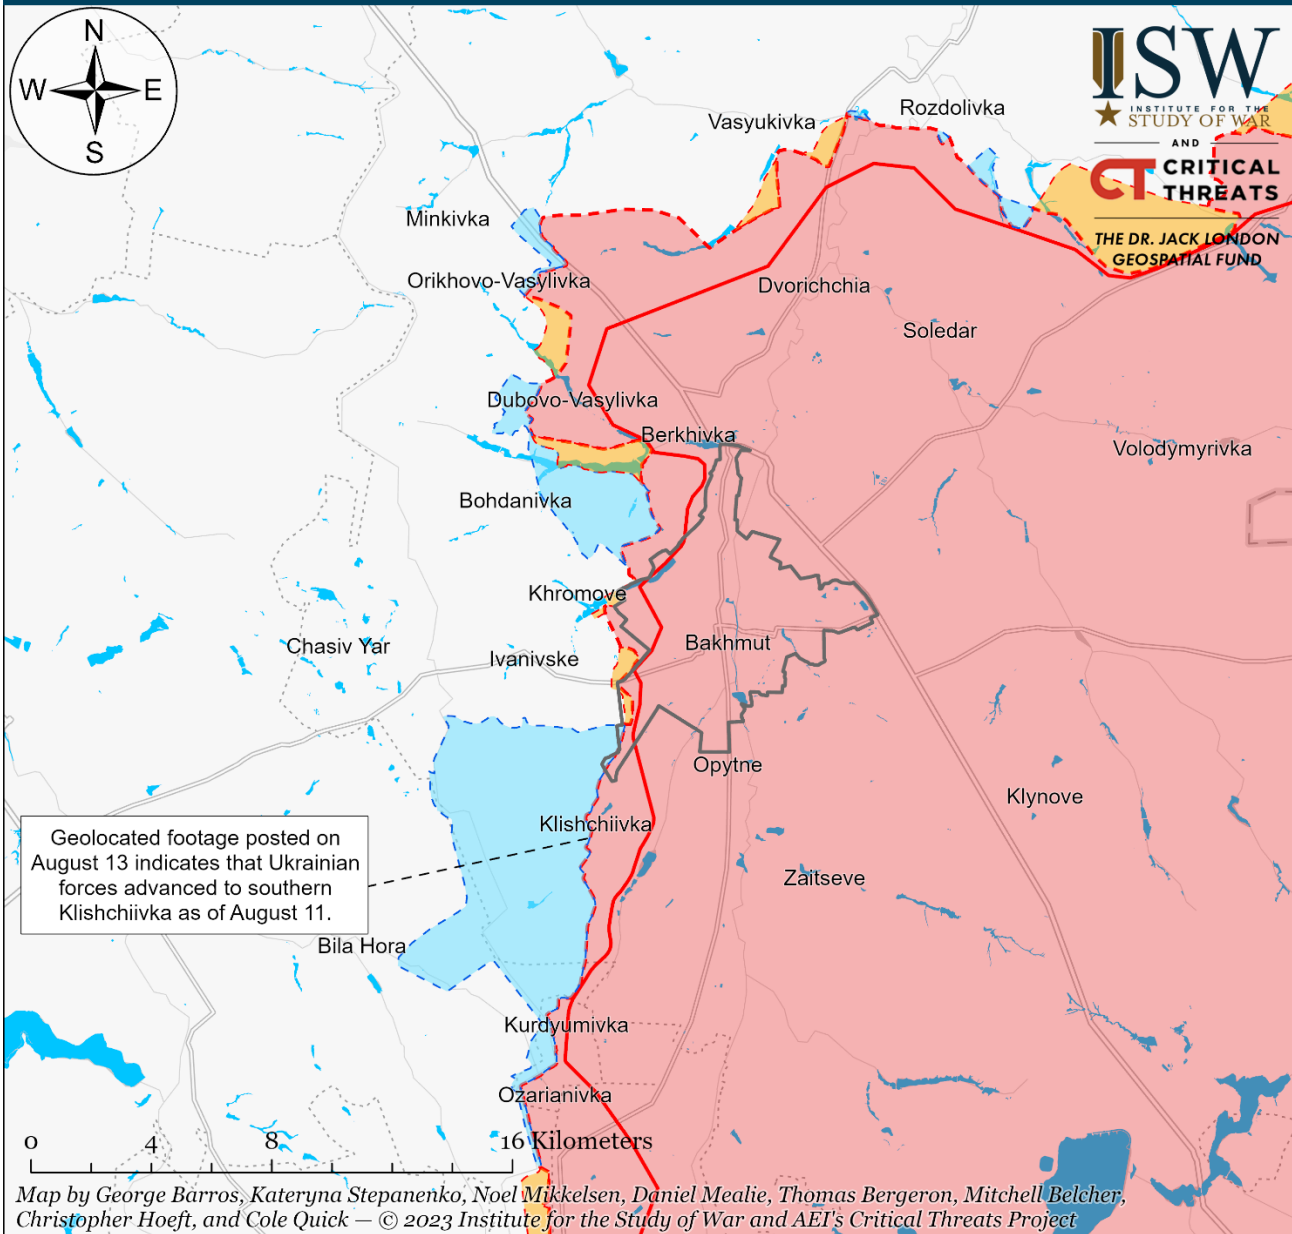 N
W E
S
ISW
INSTITUTE FOR THE
STUDY OF WAR
AND
CT CRITICAL
THREATS
THE DR. JACK LONDON
GEOSPATIAL FUND
Rozdolivka
Vasyukivka
Minkivka
Orikhovo-Vasylivka
Dvorichchia
Soledar
Dubovo-Vasylivka
Berkhivka
Volodymyrivka
Bohdanivka
Khromove
Chasiv Yar
Bakhmut
Ivanivske
Opytne
Klynove
Klishchiivka
Geolocated footage posted on
August 13 indicates that Ukrainian
forces advanced to southern
Klishchiivka as of August 11.
Zaitseve
Bila Hora
Kurdyumivka
Ozarianivka
0 4 8 16 Kilometers
Map by George Barros, Kateryna Stepanenko, Noel Mikkelsen, Daniel Mealie, Thomas Bergeron, Mitchell Belcher,
Christopher Hoeft, and Cole Quick — © 2023 Institute for the Study of War and AEI's Critical Threats Project